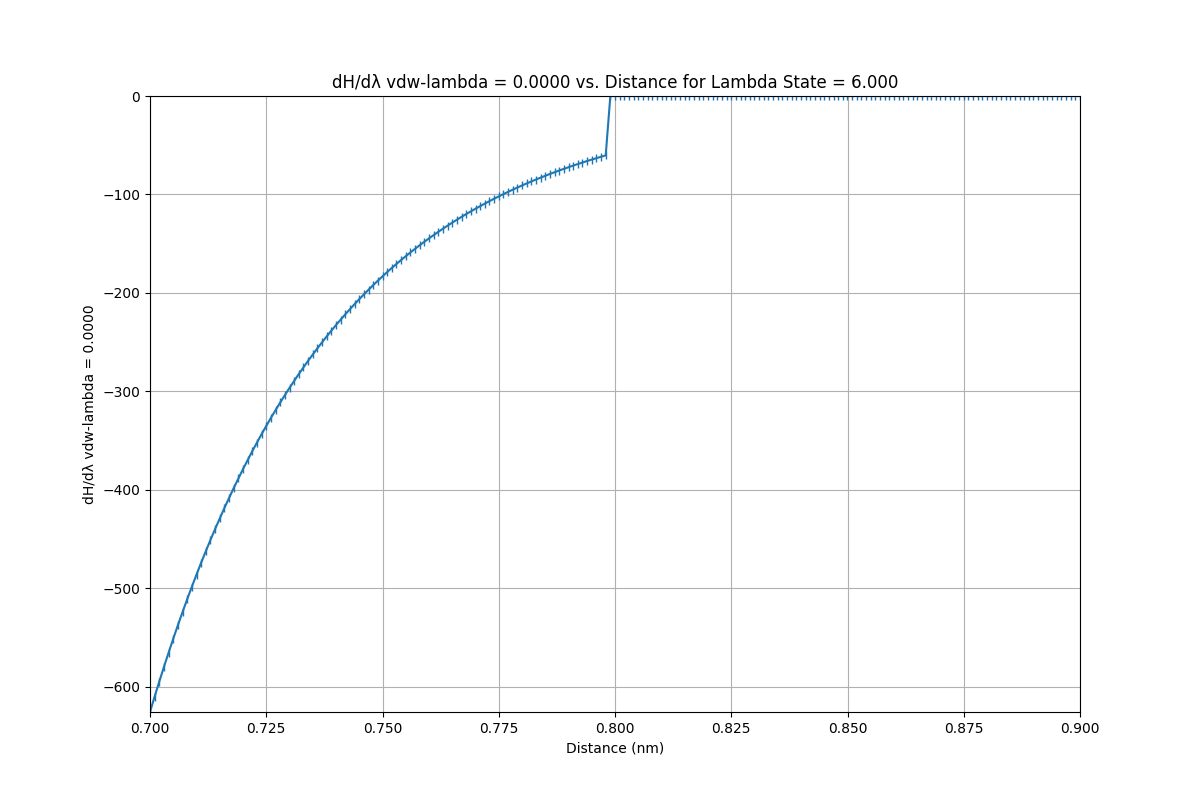 dH/dλ vdw-lambda = 0.0000 vs. Distance for Lambda State = 6.000
0
−100
−200
−300
−400
−500
−600
dH/dλ vdw-lambda = 0.0000
0.700 0.725 0.750 0.775 0.800 0.825 0.850 0.875 0.900
Distance (nm)